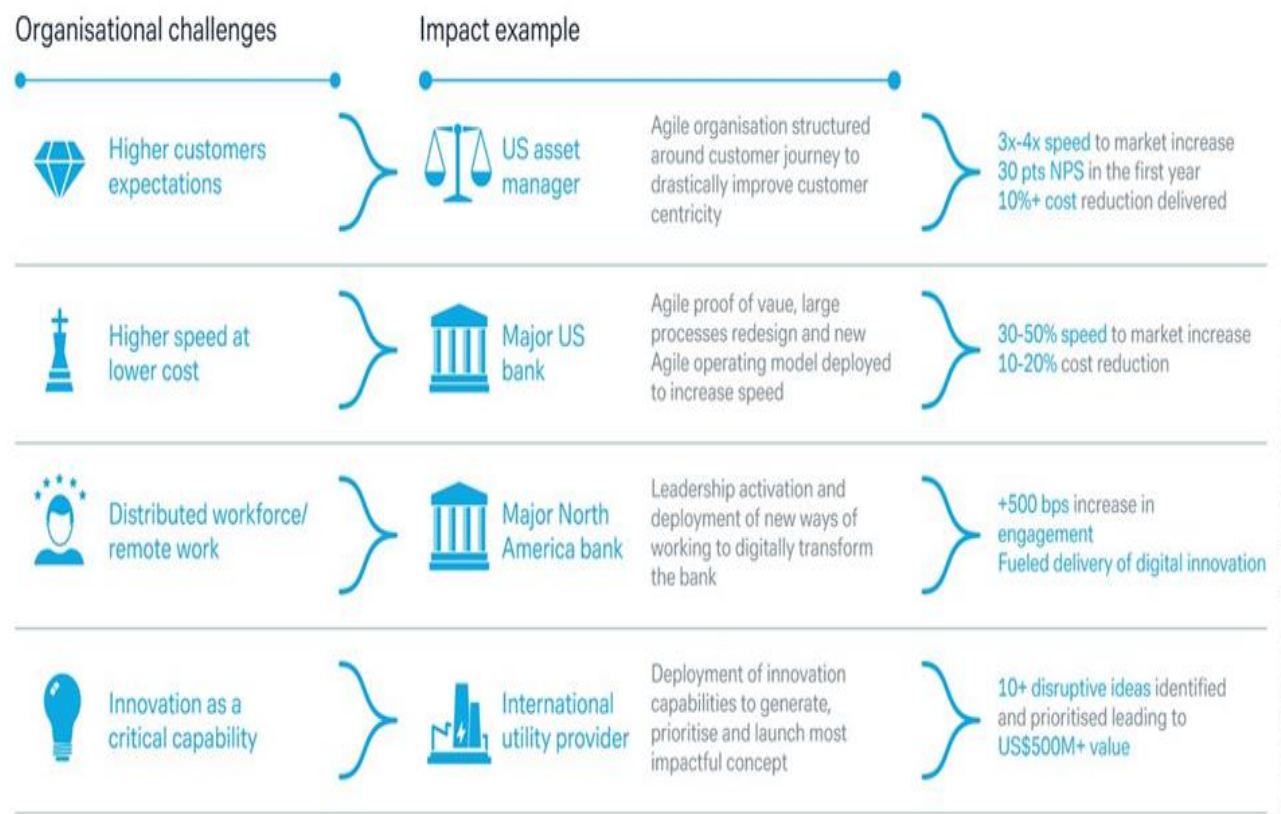 Organisational challenges
Impact example
Higher customers
expectations
US asset
manager
Agile organisation structured
around customer journey to
drastically improve customer
centricity
3x-4x speed to market increase
30 pts NPS in the first year
10%+ cost reduction delivered
Higher speed at
lower cost
Major US
bank
Agile proof of vaue, large
processes redesign and new
Agile operating model deployed
to increase speed
30-50% speed to market increase
10-20% cost reduction
Distributed workforce/
remote work
Major North
America bank
Leadership activation and
deployment of new ways of
working to digitally transform
the bank
+500 bps increase in
engagement
Fueled delivery of digital innovation
Innovation as a
critical capability
International
utility provider
Deployment of innovation
capabilities to generate,
prioritise and launch most
impactful concept
10+ disruptive ideas identified
and prioritised leading to
US$500M+ value